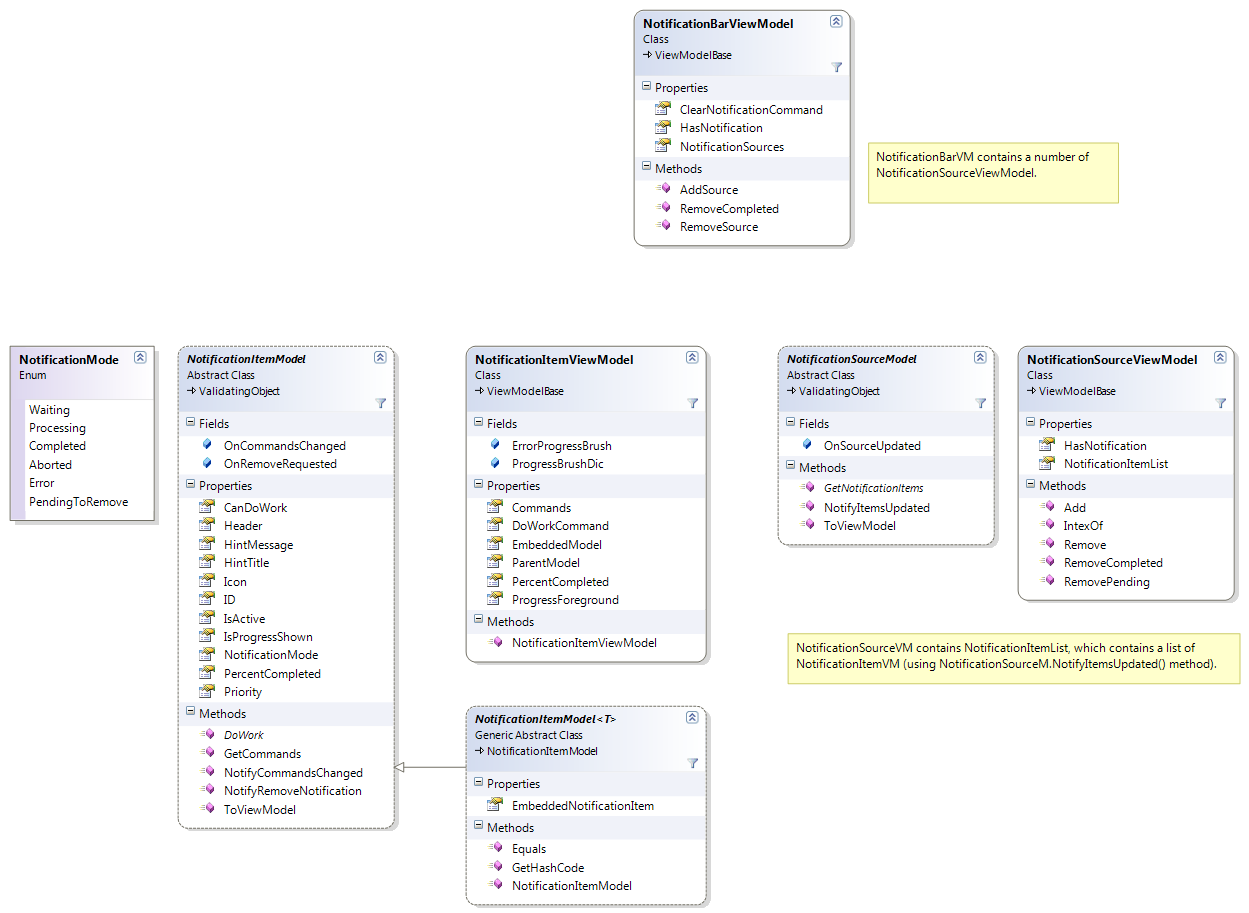 NotificationBarViewModel
Class
ViewModelBase
Properties
ClearNotificationCommand
HasNotification
NotificationSources
Methods
AddSource
RemoveCompleted
RemoveSource
NotificationBarVM contains a number of
NotificationSourceViewModel.
NotificationMode
Enum
Waiting
Processing
Completed
Aborted
Error
PendingToRemove
NotificationItemModel
Abstract Class
ValidatingObject
Fields
OnCommandsChanged
OnRemoveRequested
Properties
CanDoWork
Header
HintMessage
HintTitle
Icon
ID
IsActive
IsProgressShown
NotificationMode
PercentCompleted
Priority
Methods
DoWork
GetCommands
NotifyCommandsChanged
NotifyRemoveNotification
ToViewModel
NotificationItemViewModel
Class
ViewModelBase
Fields
ErrorProgressBrush
ProgressBrushDic
Properties
Commands
DoWorkCommand
EmbeddedModel
ParentModel
PercentCompleted
ProgressForeground
Methods
NotificationItemViewModel
NotificationItemModel<T>
Generic Abstract Class
NotificationItemModel
Properties
EmbeddedNotificationItem
Methods
Equals
GetHashCode
NotificationItemModel
NotificationSourceModel
Abstract Class
ValidatingObject
Fields
OnSourceUpdated
Methods
GetNotificationItems
NotifyItemsUpdated
ToViewModel
NotificationSourceViewModel
Class
ViewModelBase
Properties
HasNotification
NotificationItemList
Methods
Add
IntexOf
Remove
RemoveCompleted
RemovePending
NotificationSourceVM contains NotificationItemList, which contains a list of
NotificationItemVM (using NotificationSourceM.NotifyItemsUpdated() method).